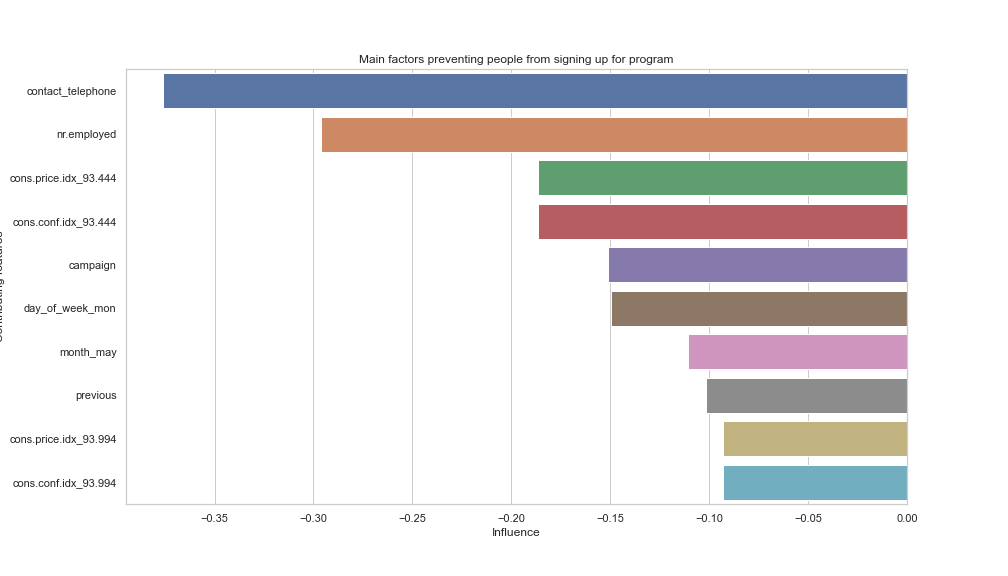 Main factors preventing people from signing up for program
contact_telephone
nr.employed
cons.price.idx_93.444
cons.conf.idx_93.444
campaign
day_of_week_mon
month_may
previous
cons.price.idx_93.994
cons.conf.idx_93.994
−0.35 −0.30 −0.25 −0.20 −0.15 −0.10 −0.05 0.00
Influence